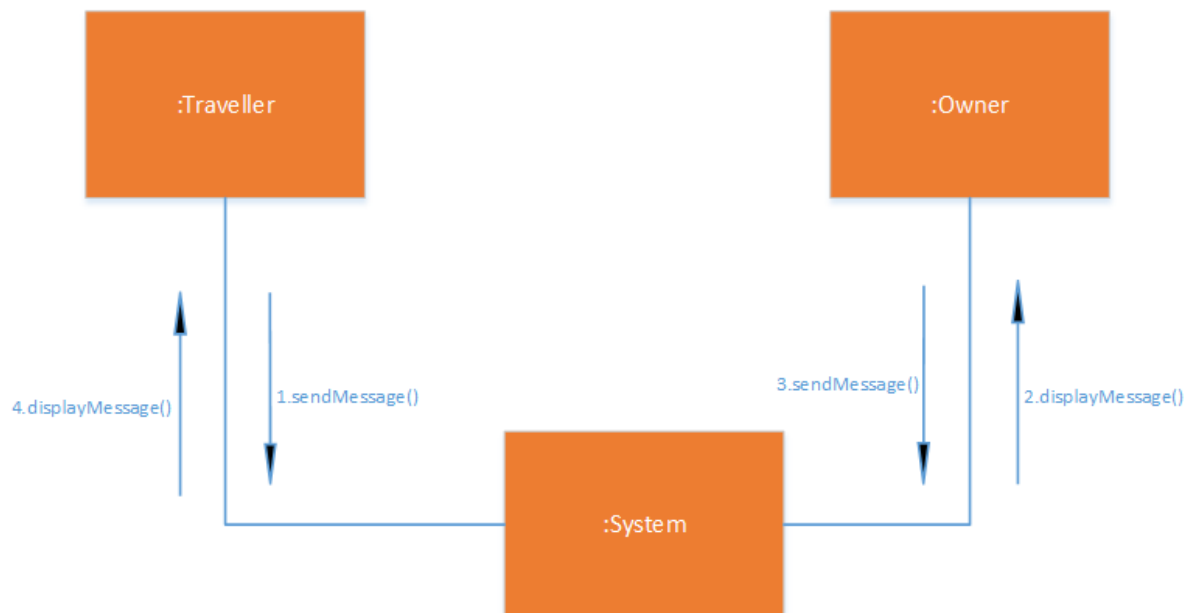 :Traveller
:Owner
4.displayMessage()
1.sendMessage()
3.sendMessage()
2.displayMessage()
:System